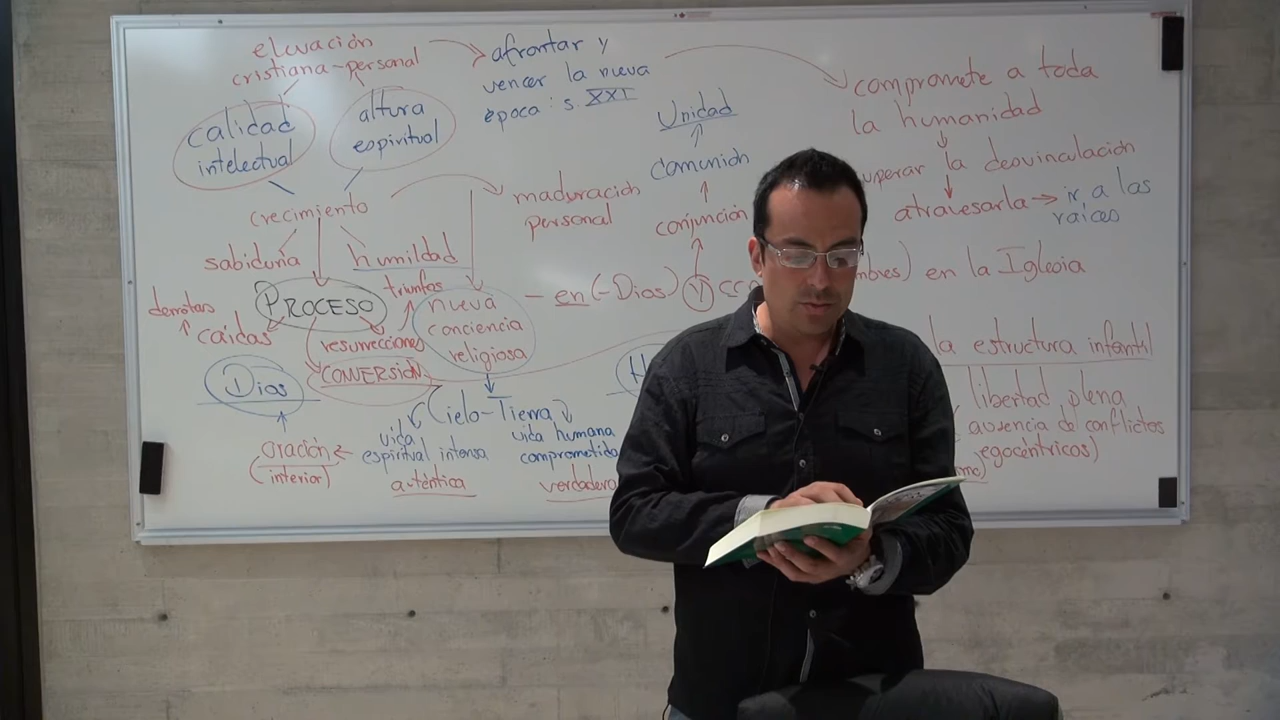 elevación
cristiana-personal
calidad
intelectual
altura
espiritual
afrontar y
vencer la nueva
época: s XXI
compromete a toda
la humanidad
la desvinculación
atravesarla → ir a las
raíces
Unidad
comunión
conjunción
crecimiento
maduración
personal
sabiduría
humildad
PROCESO
derrotas
caídas
triunfos
resurrecciones
CONVERSIÓN
nueva
conciencia
religiosa
- en (-Dios) y
en la Iglesia
la estructura infantil
libertad plena
ausencia de conflictos
egocéntricos)
Dios
oración
(interior)
Cielo-Tierra
vida
espiritual intensa
auténtica
vida humana
comprometida
verdadera